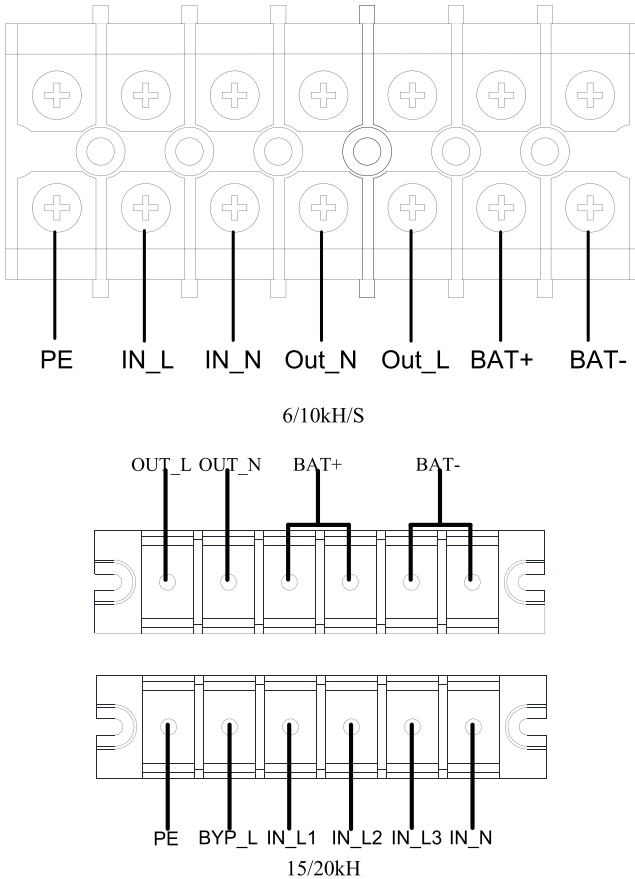 PE IN_L IN_N Out_N Out_L BAT+ BAT-
6/10kH/S
OUT_L OUT_N BAT+ BAT-
PE BYP_L IN_L1 IN_L2 IN_L3 IN_N
15/20kH